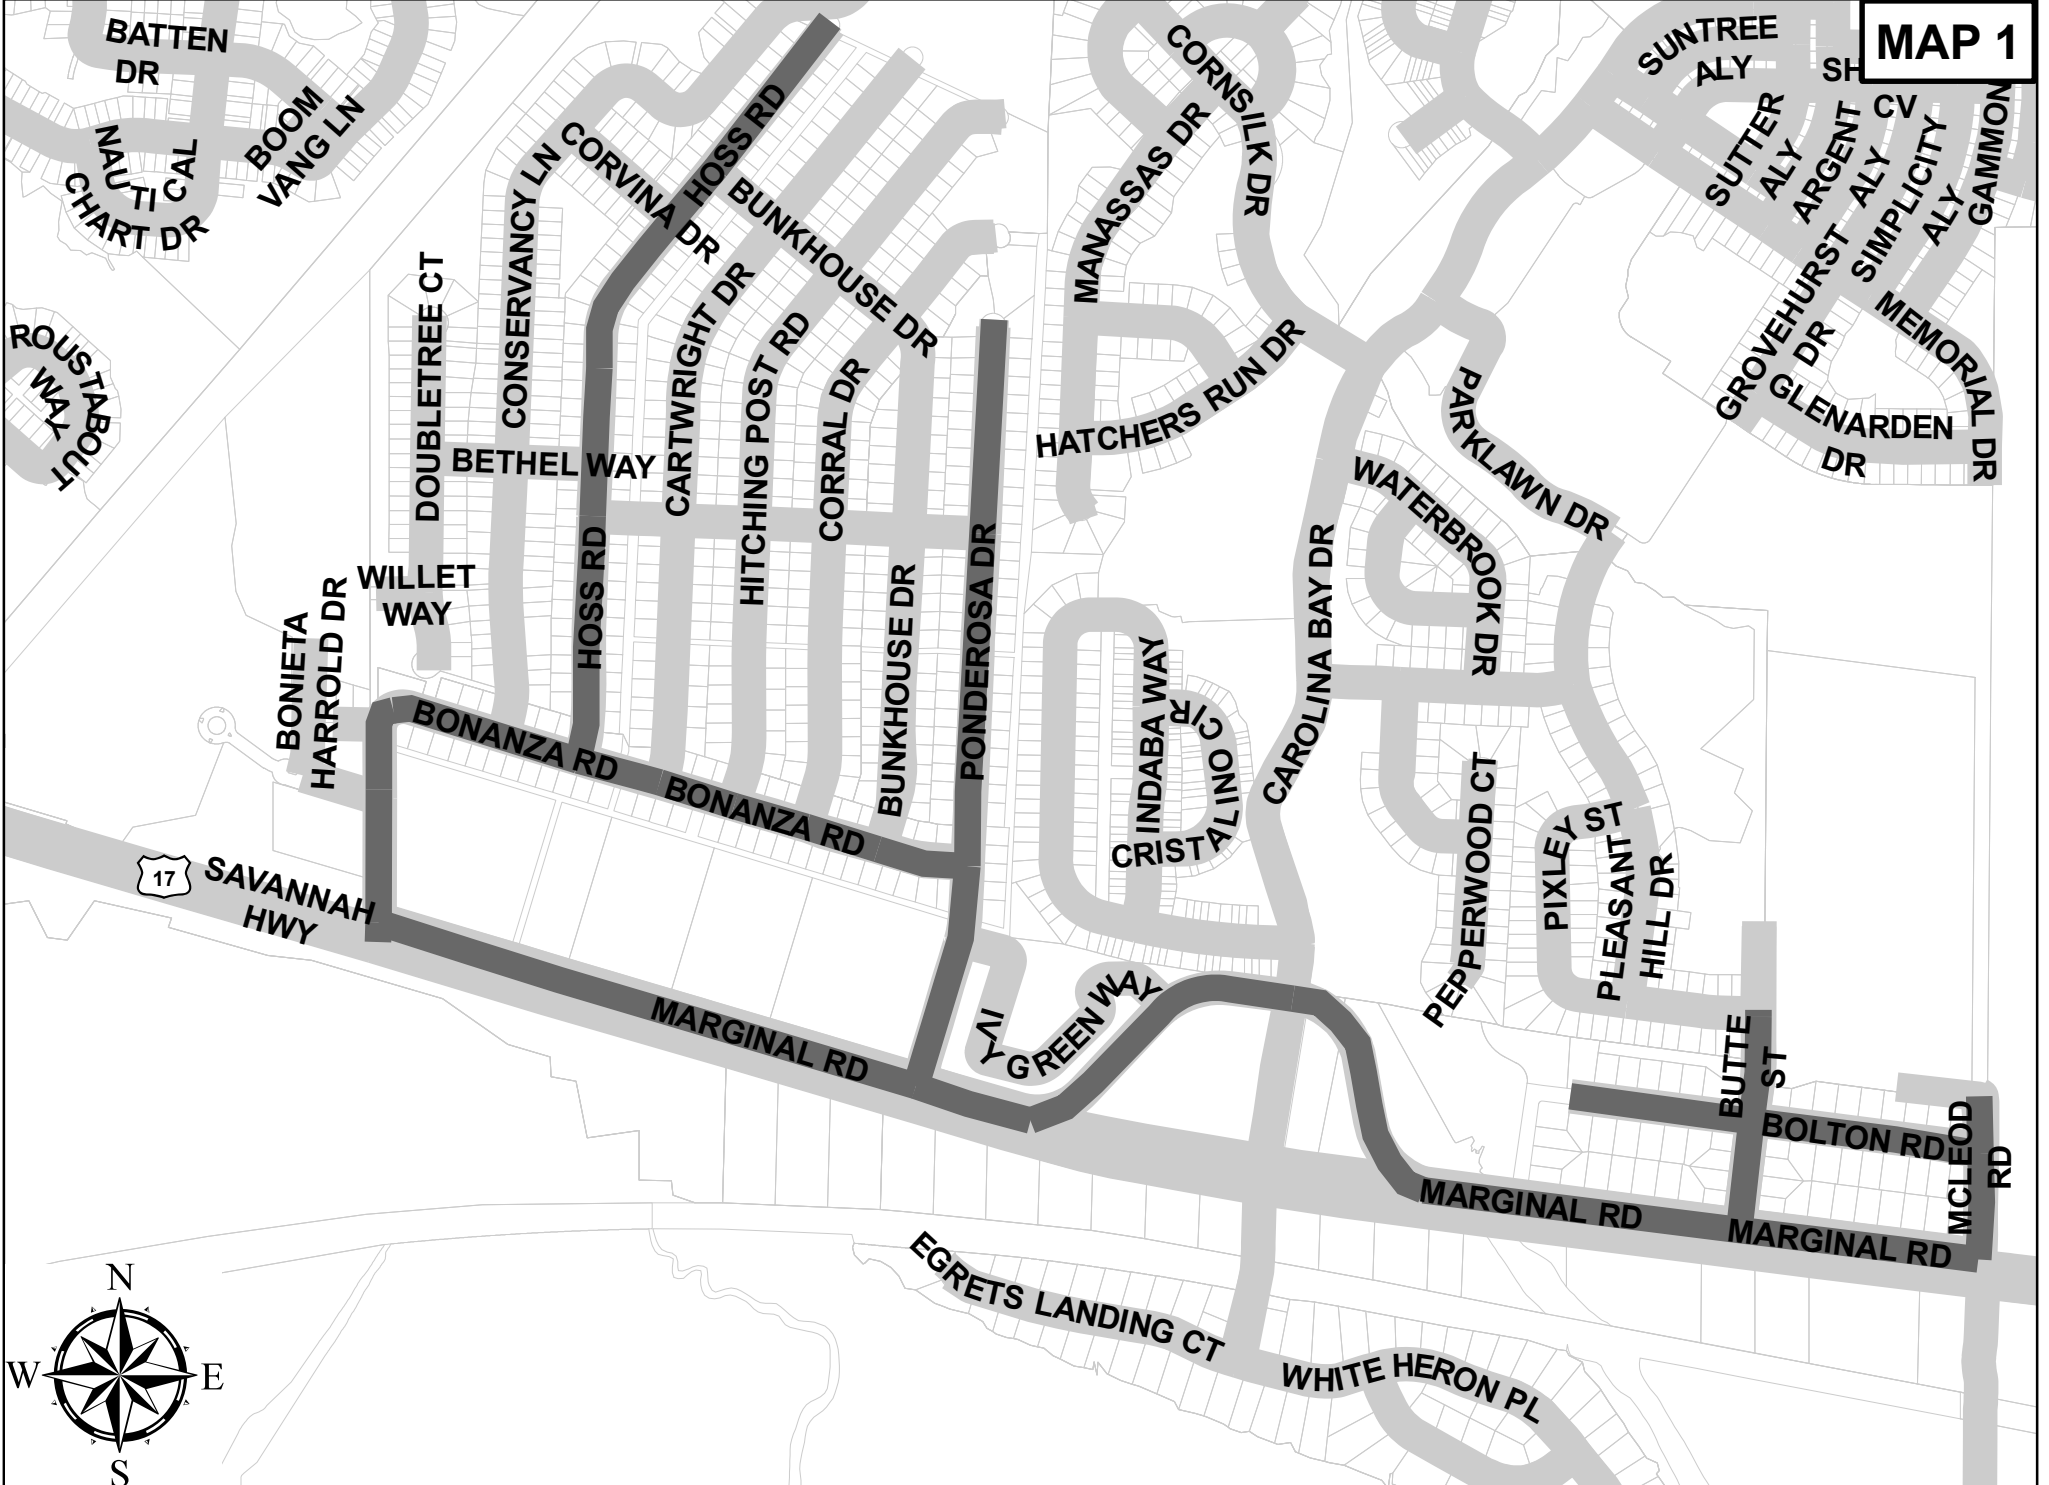 MAP 1
BATTEN
DR
BOOM
VANG LN
NAUTICAL
CHART DR
ROUSTABOUT
WAY
HOSS RD
CORVINA DR
CONSERVANCY LN
BUNKHOUSE DR
DOUBLETREE CT
CARTWRIGHT DR
HITCHING POST RD
CORRAL DR
BETHEL WAY
HOSS RD
WILLET
WAY
BONIETA
HARROLD DR
BUNKHOUSE DR
PONDEROSA DR
BONANZA RD
BONANZA RD
17
SAVANNAH
HWY
MARGINAL RD
CORNSILK DR
MANASSAS DR
HATCHERS RUN DR
SUNTREE
ALY
SH
CV
SUTTER
ALY
ARGENT
ALY
SIMPLICITY
ALY
GAMMON
GROVEHURST
DR
MEMORIAL DR
GLENARDEN
DR
PARKLAWN DR
WATERBROOK DR
CAROLINA BAY DR
INDABA WAY
CRISTALINO CIR
PEPPERWOOD CT
PIXLEY ST
PLEASANT
HILL DR
IVY GREEN WAY
BUTTE
ST
BOLTON RD
MCLEOD
RD
MARGINAL RD
MARGINAL RD
EGRETS LANDING CT
WHITE HERON PL
N
W
E
S